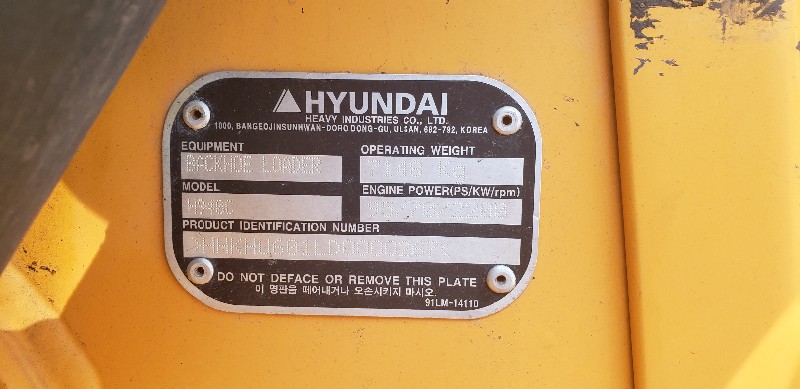 HYUNDAI
HEAVY INDUSTRIES CO., LTD.
1000, BANGEOJINSUNHWAN-DORO DONG-GU, ULSAN, 682-792, KOREA
EQUIPMENT OPERATING WEIGHT
BACKHOE LOADER kg
MODEL ENGINE POWER(PS/KW/rpm)
H940C
PRODUCT IDENTIFICATION NUMBER
DO NOT DEFACE OR REMOVE THIS PLATE
이 명판을 떼어내거나 오손시키지 마시오.
91LM-14110